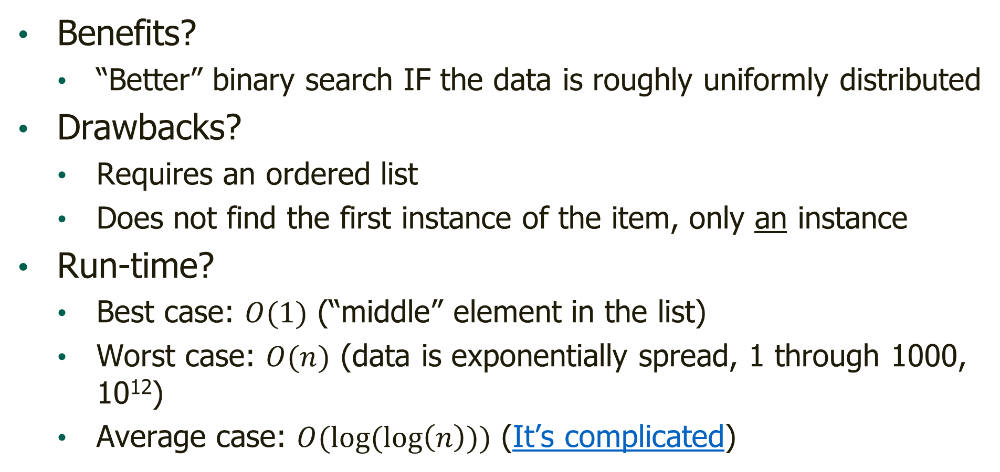 • Benefits?
• “Better” binary search IF the data is roughly uniformly distributed
• Drawbacks?
• Requires an ordered list
• Does not find the first instance of the item, only an instance
• Run-time?
• Best case: 𝑂(1) (“middle” element in the list)
• Worst case: 𝑂(𝑛) (data is exponentially spread, 1 through 1000,
10¹²)
• Average case: 𝑂(log(log(𝑛))) (It’s complicated)